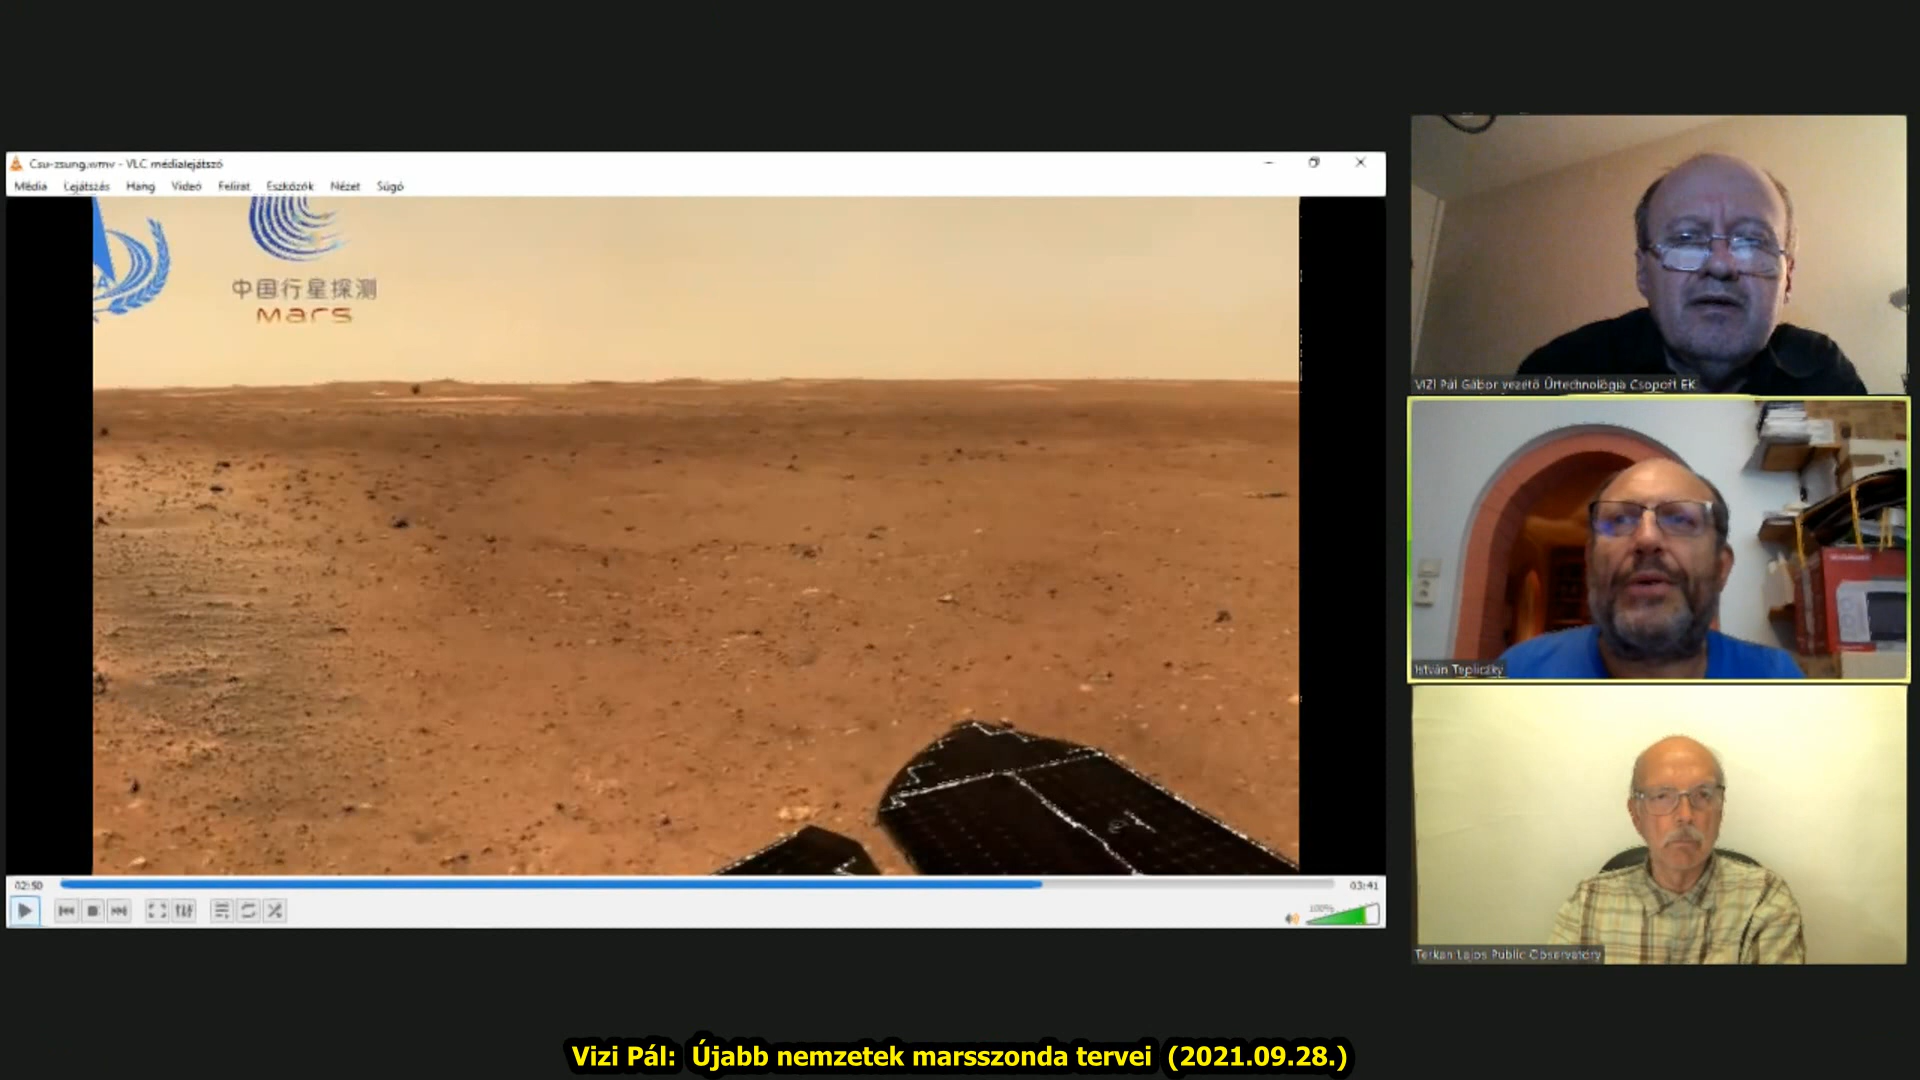 Csu-zsung.wmv - VLC médialejátszó
Média Lejátszás Hang Videó Felirat Eszközök Nézet Súgó
中国行星探测
Mars
02:50
03:41
100%
VIZI Pál Gábor vezető Űrtechnológia Csoport EK
István Tepliczky
Terkán Lajos Public Observatory
Vizi Pál: Újabb nemzetek marsszonda tervei (2021.09.28.)